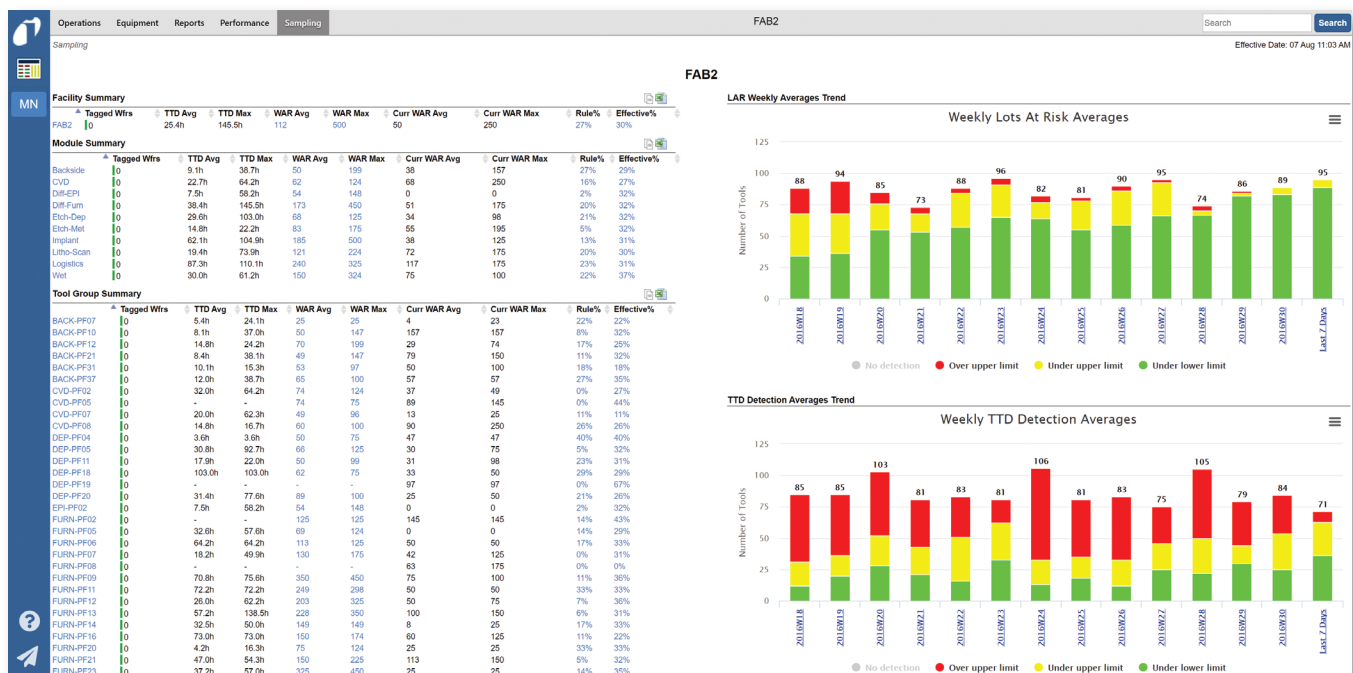 Operations Equipment Reports Performance Sampling FAB2 Search Search
Sampling Effective Date: 07 Aug 11:03 AM
MN
FAB2
Facility Summary
Tagged Wfrs TTD Avg TTD Max WAR Avg WAR Max Curr WAR Avg Curr WAR Max Rule% Effective%
FAB2 0 25.4h 145.5h 112 500 50 250 27% 30%
Module Summary
Tagged Wfrs TTD Avg TTD Max WAR Avg WAR Max Curr WAR Avg Curr WAR Max Rule% Effective%
Backside 0 9.1h 38.7h 50 199 38 157 27% 29%
CVD 0 22.7h 64.2h 62 124 68 250 16% 27%
Diff-EPI 0 7.5h 58.2h 54 148 0 0 2% 32%
Diff-Furn 0 38.4h 145.5h 173 450 51 175 20% 32%
Etch-Dep 0 29.6h 103.0h 68 125 34 98 21% 32%
Etch-Met 0 14.8h 22.2h 83 175 55 195 5% 32%
Implant 0 62.1h 104.9h 185 500 38 125 13% 31%
Litho-Scan 0 19.4h 73.9h 121 224 72 175 20% 30%
Logistics 0 87.3h 110.1h 240 325 117 175 23% 31%
Wet 0 30.0h 61.2h 150 324 75 100 22% 37%
Tool Group Summary
Tagged Wfrs TTD Avg TTD Max WAR Avg WAR Max Curr WAR Avg Curr WAR Max Rule% Effective%
BACK-PF07 0 5.4h 24.1h 25 25 4 23 22% 22%
BACK-PF10 0 8.1h 37.0h 50 147 157 157 8% 32%
BACK-PF12 0 14.8h 24.2h 70 199 29 74 17% 25%
BACK-PF21 0 8.4h 38.1h 49 147 79 150 11% 32%
BACK-PF31 0 10.1h 15.3h 53 97 50 100 18% 18%
BACK-PF37 0 12.0h 38.7h 65 100 57 57 27% 35%
CVD-PF02 0 32.0h 64.2h 74 124 37 49 0% 27%
CVD-PF05 0 - - 74 75 89 145 0% 44%
CVD-PF07 0 20.0h 62.3h 49 96 13 25 11% 11%
CVD-PF08 0 14.8h 16.7h 60 100 90 250 26% 26%
DEP-PF04 0 3.6h 3.6h 50 75 47 47 40% 40%
DEP-PF05 0 30.8h 92.7h 66 125 30 75 11% 32%
DEP-PF11 0 17.9h 22.0h 50 99 31 98 23% 31%
DEP-PF18 0 103.0h 103.0h 62 75 33 50 29% 29%
DEP-PF19 0 - - - - 97 97 0% 67%
DEP-PF20 0 31.4h 77.6h 89 100 25 50 21% 26%
EPI-PF02 0 7.5h 58.2h 54 148 0 0 2% 32%
FURN-PF02 0 - - 125 125 145 145 14% 43%
FURN-PF05 0 32.6h 57.6h 69 124 0 0 14% 29%
FURN-PF06 0 64.2h 64.2h 113 125 50 50 17% 33%
FURN-PF07 0 18.2h 49.9h 130 175 42 125 0% 31%
FURN-PF08 0 - - - - 63 175 0% 0%
FURN-PF09 0 70.8h 75.6h 350 450 75 100 11% 36%
FURN-PF11 0 72.2h 72.2h 249 298 50 50 33% 33%
FURN-PF12 0 26.0h 62.2h 203 325 50 75 7% 36%
FURN-PF13 0 57.2h 138.5h 228 350 100 150 6% 31%
FURN-PF14 0 32.5h 50.0h 149 149 8 25 17% 33%
FURN-PF16 0 73.0h 73.0h 150 174 60 125 11% 22%
FURN-PF20 0 4.2h 16.3h 75 124 25 25 33% 33%
FURN-PF21 0 47.0h 54.3h 150 225 113 150 5% 32%
FURN-PF23 0 37.2h 57.0h 325 450 25 25 14% 35%
LAR Weekly Averages Trend
Weekly Lots At Risk Averages
Number of Tools
125
100
75
50
25
0
88 94 85 73 88 96 82 81 90 95 74 86 89 95
2016W18 2016W19 2016W20 2016W21 2016W22 2016W23 2016W24 2016W25 2016W26 2016W27 2016W28 2016W29 2016W30 Last 7 Days
No detection Over upper limit Under upper limit Under lower limit
TTD Detection Averages Trend
Weekly TTD Detection Averages
Number of Tools
125
100
75
50
25
0
85 85 103 81 83 81 106 81 83 75 105 79 84 71
2016W18 2016W19 2016W20 2016W21 2016W22 2016W23 2016W24 2016W25 2016W26 2016W27 2016W28 2016W29 2016W30 Last 7 Days
No detection Over upper limit Under upper limit Under lower limit